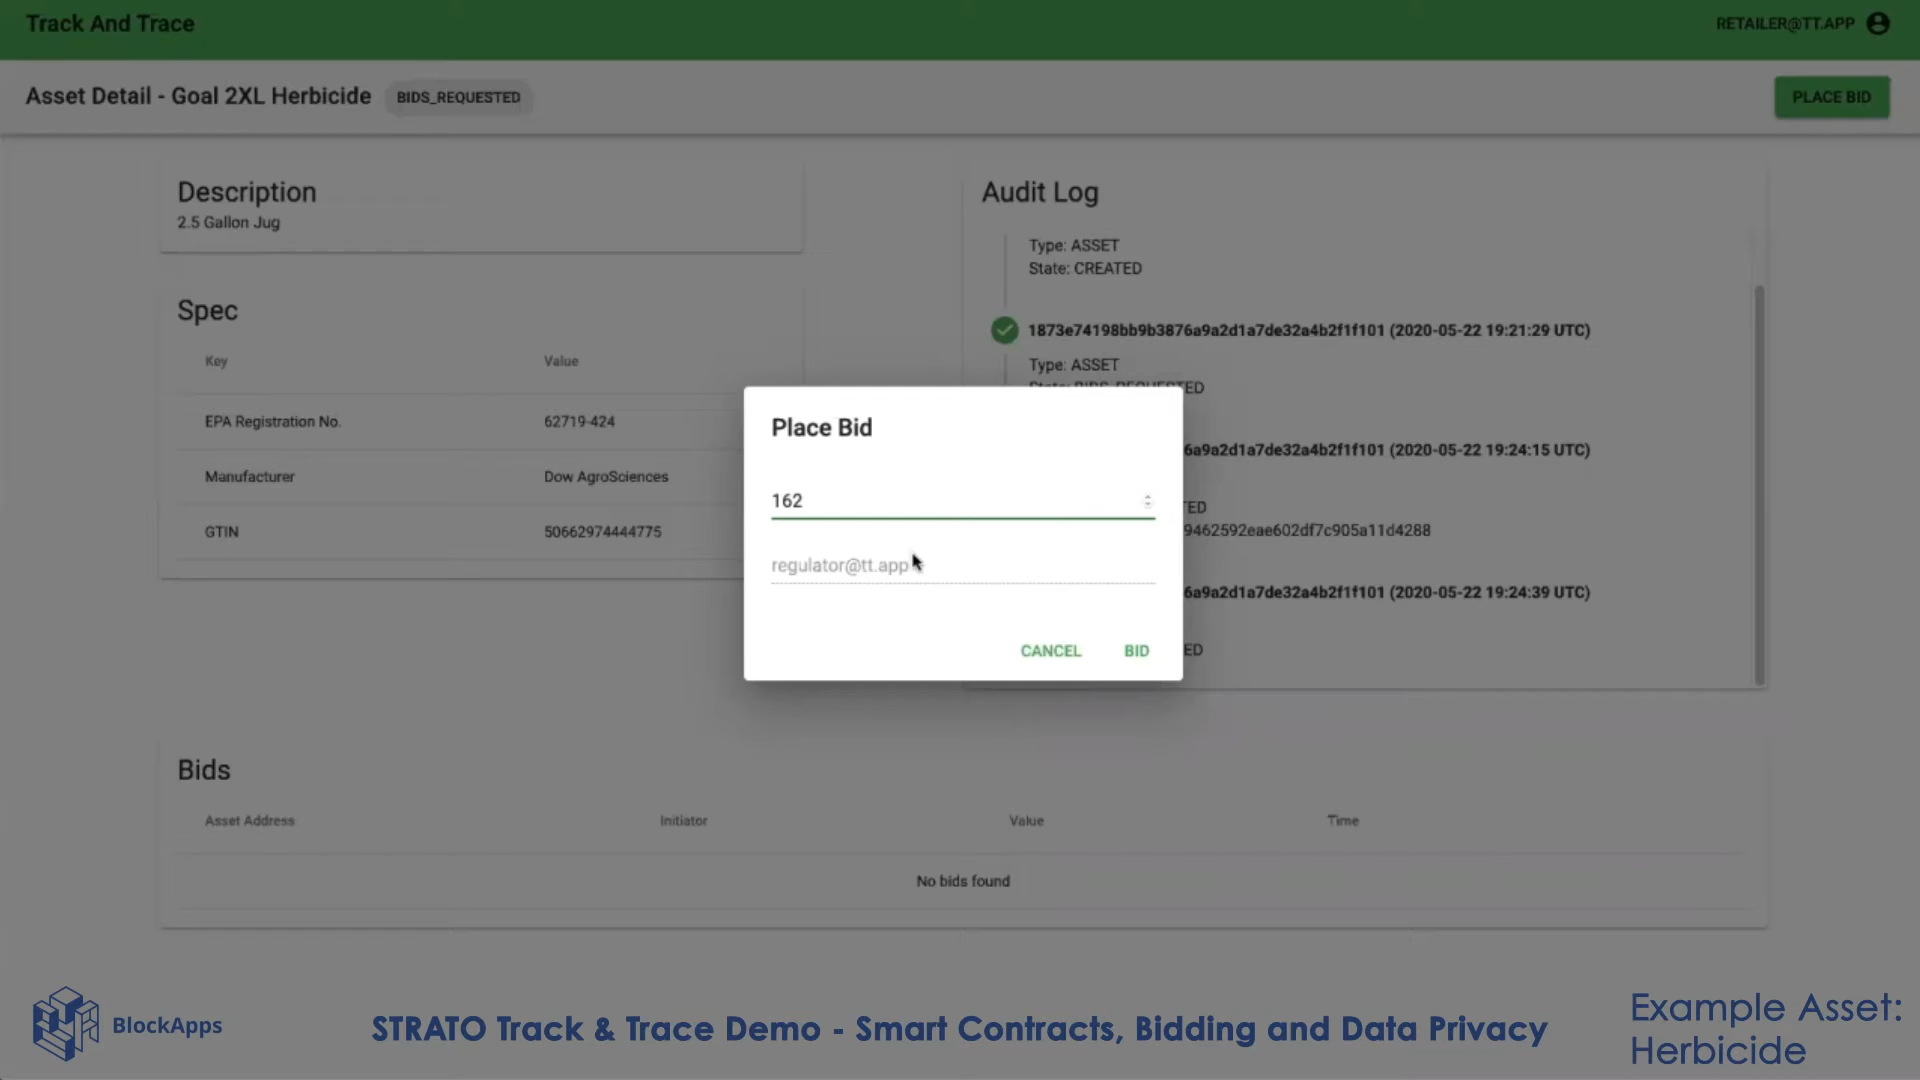 Track And Trace
RETAILER@TT.APP
Asset Detail - Goal 2XL Herbicide
BIDS_REQUESTED
PLACE BID
Description
2.5 Gallon Jug
Spec
Key Value
EPA Registration No. 62719-424
Manufacturer Dow AgroSciences
GTIN 50662974444775
Audit Log
Type: ASSET
State: CREATED
1873e74198bb9b3876a9a2d1a7de32a4b2f1f101 (2020-05-22 19:21:29 UTC)
Type: ASSET
State: BIDS_REQUESTED
6a9a2d1a7de32a4b2f1f101 (2020-05-22 19:24:15 UTC)
ED
9462592eae602df7c905a11d4288
6a9a2d1a7de32a4b2f1f101 (2020-05-22 19:24:39 UTC)
ED
Place Bid
162
regulator@tt.app
CANCEL BID
Bids
Asset Address Initiator Value Time
No bids found
BlockApps
STRATO Track & Trace Demo - Smart Contracts, Bidding and Data Privacy
Example Asset:
Herbicide